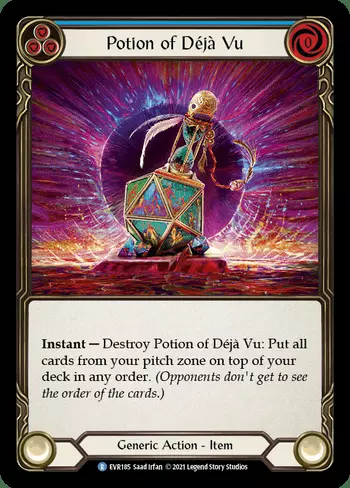 Potion of Déjà Vu
0
Instant — Destroy Potion of Déjà Vu: Put all
cards from your pitch zone on top of your
deck in any order. (Opponents don't get to see
the order of the cards.)
Generic Action - Item
R EVR185 Saad Irfan © 2021 Legend Story Studios